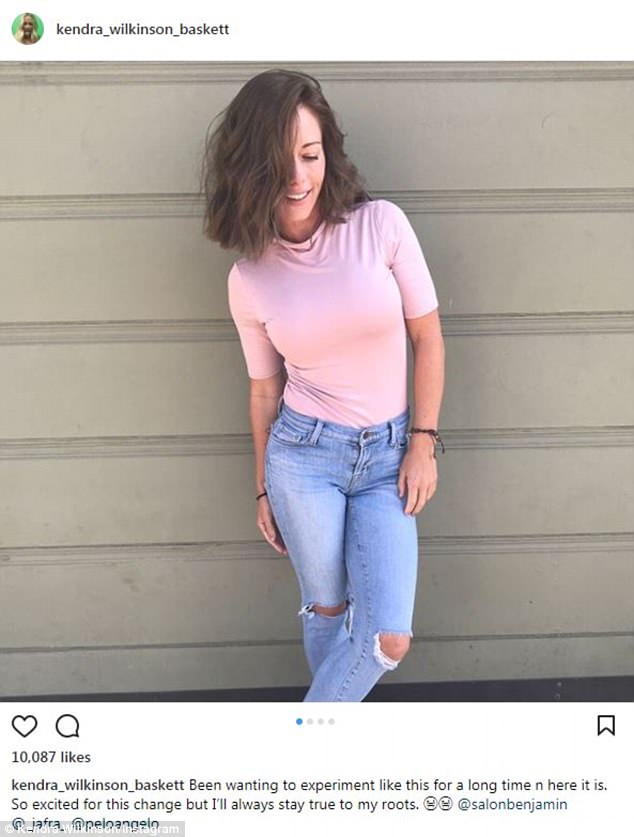 kendra_wilkinson_baskett
10,087 likes
kendra_wilkinson_baskett Been wanting to experiment like this for a long time n here it is.
So excited for this change but I'll always stay true to my roots. @salonbenjamin
@_jafra_ @peloangelo
© Kendra Wilkinson/Instagram